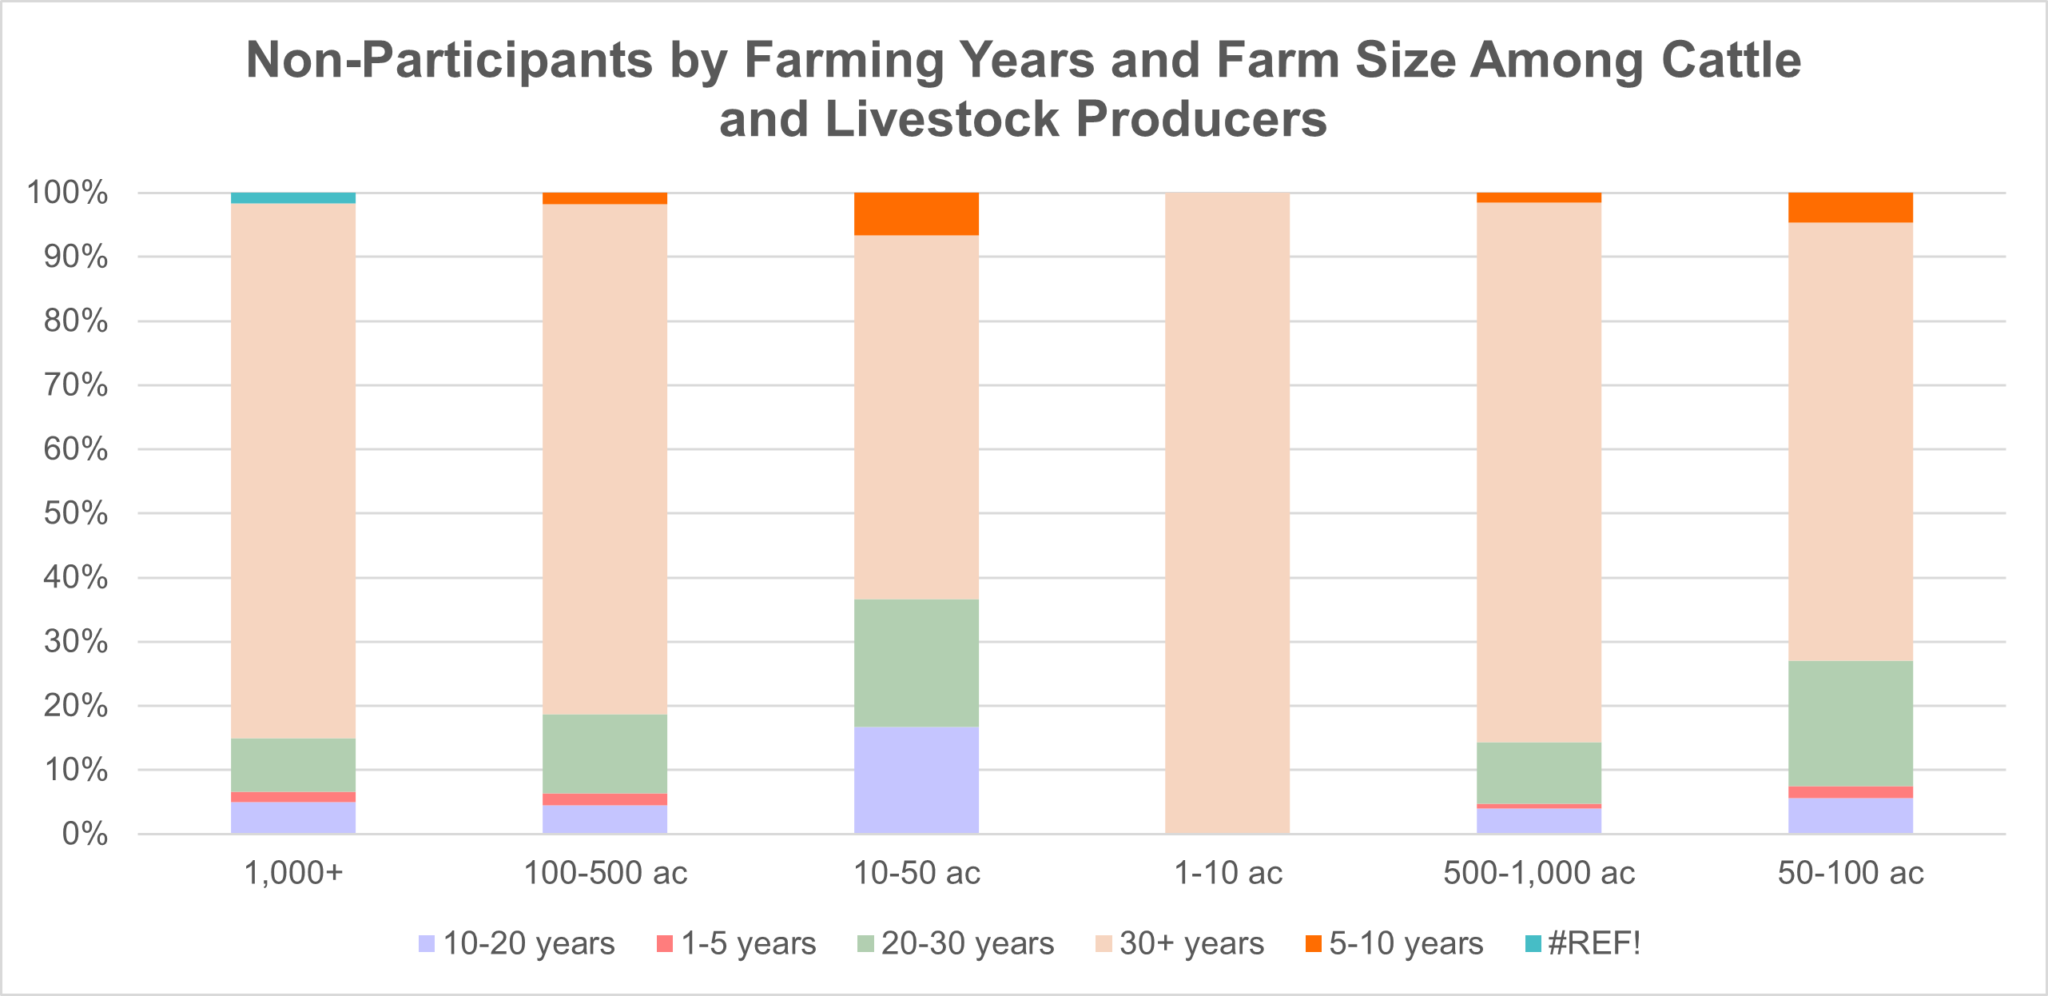 Non-Participants by Farming Years and Farm Size Among Cattle
and Livestock Producers
100%
90%
80%
70%
60%
50%
40%
30%
20%
10%
0%
1,000+ 100-500 ac 10-50 ac 1-10 ac 500-1,000 ac 50-100 ac
10-20 years 1-5 years 20-30 years 30+ years 5-10 years #REF!